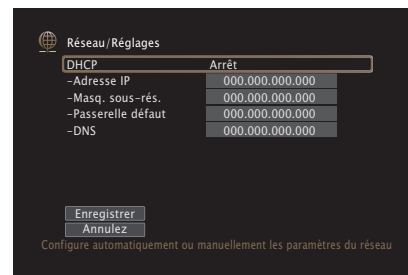 Réseau/Réglages
DHCP Arrêt
–Adresse IP 000.000.000.000
–Masq. sous-rés. 000.000.000.000
–Passerelle défaut 000.000.000.000
–DNS 000.000.000.000
Enregistrer
Annulez
Configure automatiquement ou manuellement les paramètres du réseau